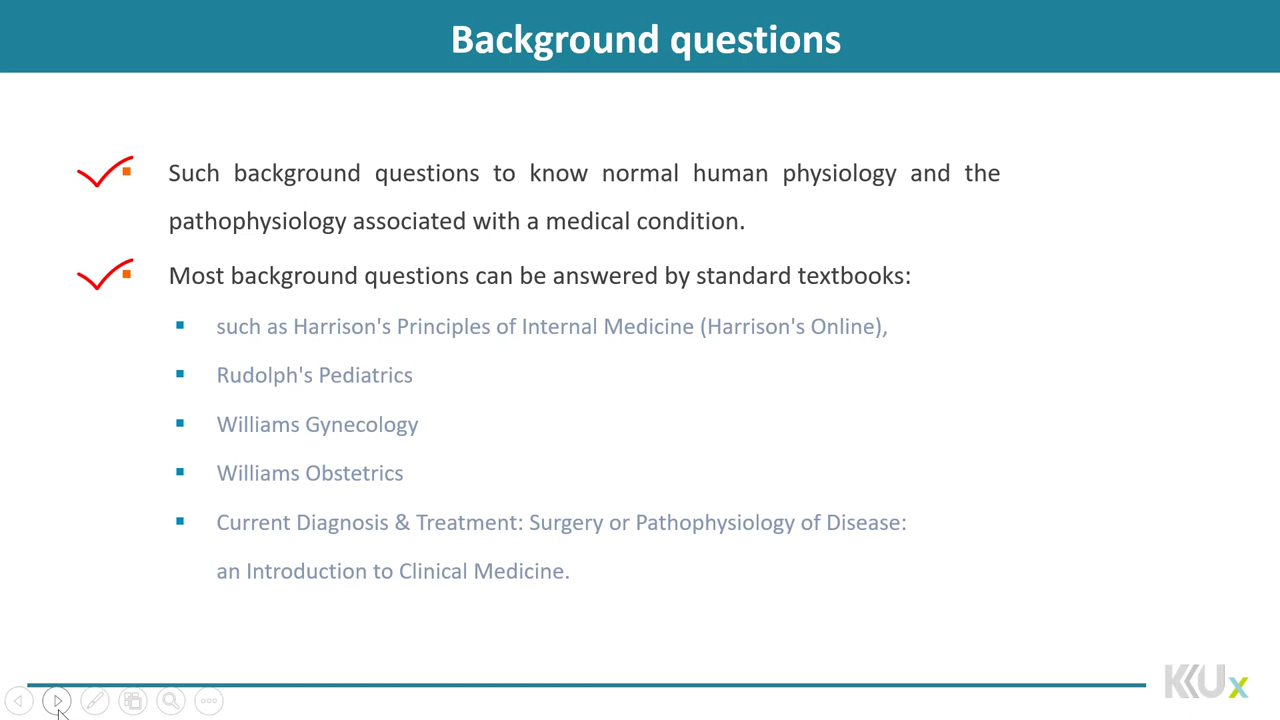 Background questions
Such background questions to know normal human physiology and the
pathophysiology associated with a medical condition.
Most background questions can be answered by standard textbooks:
such as Harrison's Principles of Internal Medicine (Harrison's Online),
Rudolph's Pediatrics
Williams Gynecology
Williams Obstetrics
Current Diagnosis & Treatment: Surgery or Pathophysiology of Disease:
an Introduction to Clinical Medicine.
KKUx